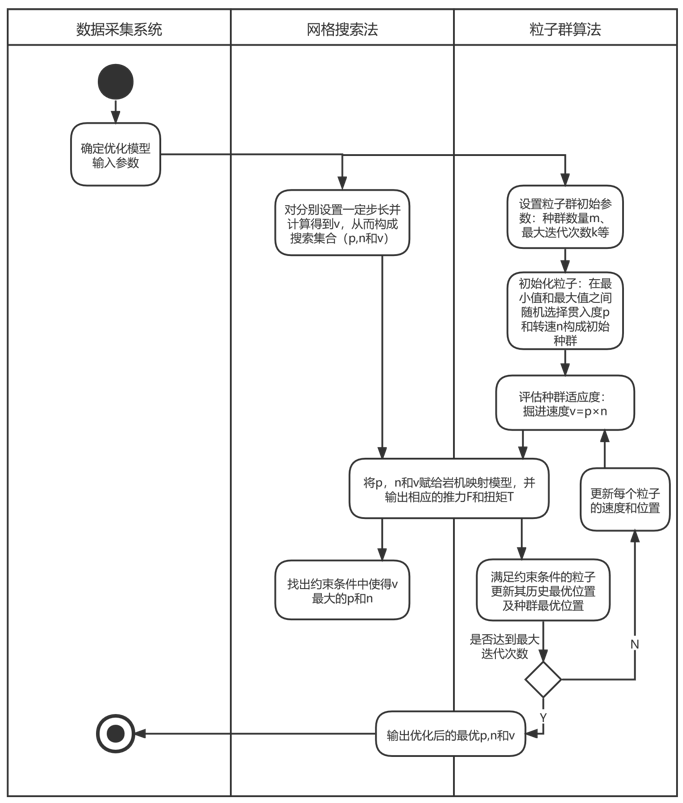 数据采集系统
网格搜索法
粒子群算法
确定优化模型
输入参数
对分别设置一定步长并
计算得到v，从而构成
搜索集合（p,n和v）
设置粒子群初始参
数：种群数量m、
最大迭代次数k等
初始化粒子：在最
小值和最大值之间
随机选择贯入度p
和转速n构成初始
种群
评估种群适应度：
掘进速度v=p×n
将p，n和v赋给岩机映射模型，并
输出相应的推力F和扭矩T
更新每个粒子
的速度和位置
找出约束条件中使得v
最大的p和n
满足约束条件的粒子
更新其历史最优位置
及种群最优位置
是否达到最大
迭代次数
N
Y
输出优化后的最优p,n和v